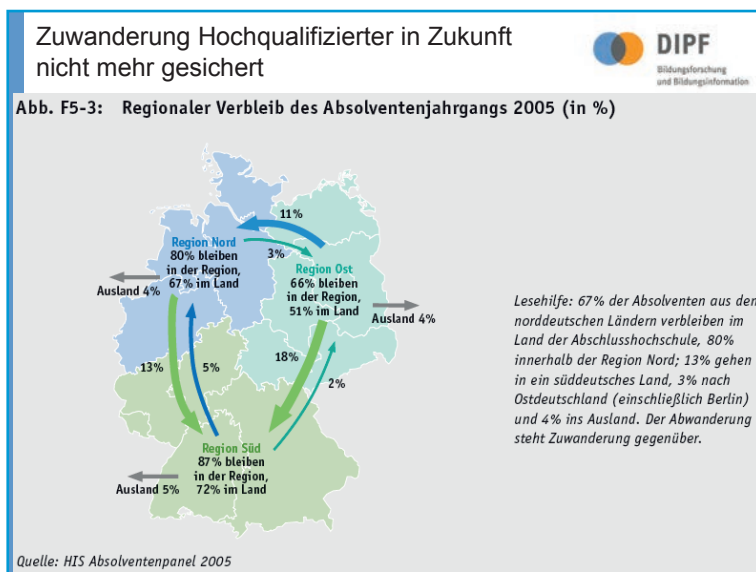 Zuwanderung Hochqualifizierter in Zukunft
nicht mehr gesichert
DIPF
Bildungsforschung
und Bildungsinformation
Abb. F5-3: Regionaler Verbleib des Absolventenjahrgangs 2005 (in %)
11%
Region Nord
80% bleiben
in der Region,
67% im Land
3%
Region Ost
66% bleiben
in der Region,
51% im Land
Ausland 4%
Ausland 4%
13%
5%
18%
2%
Region Süd
87% bleiben
in der Region,
72% im Land
Ausland 5%
Lesehilfe: 67% der Absolventen aus den
norddeutschen Ländern verbleiben im
Land der Abschlusshochschule, 80%
innerhalb der Region Nord; 13% gehen
in ein süddeutsches Land, 3% nach
Ostdeutschland (einschließlich Berlin)
und 4% ins Ausland. Der Abwanderung
steht Zuwanderung gegenüber.
Quelle: HIS Absolventenpanel 2005